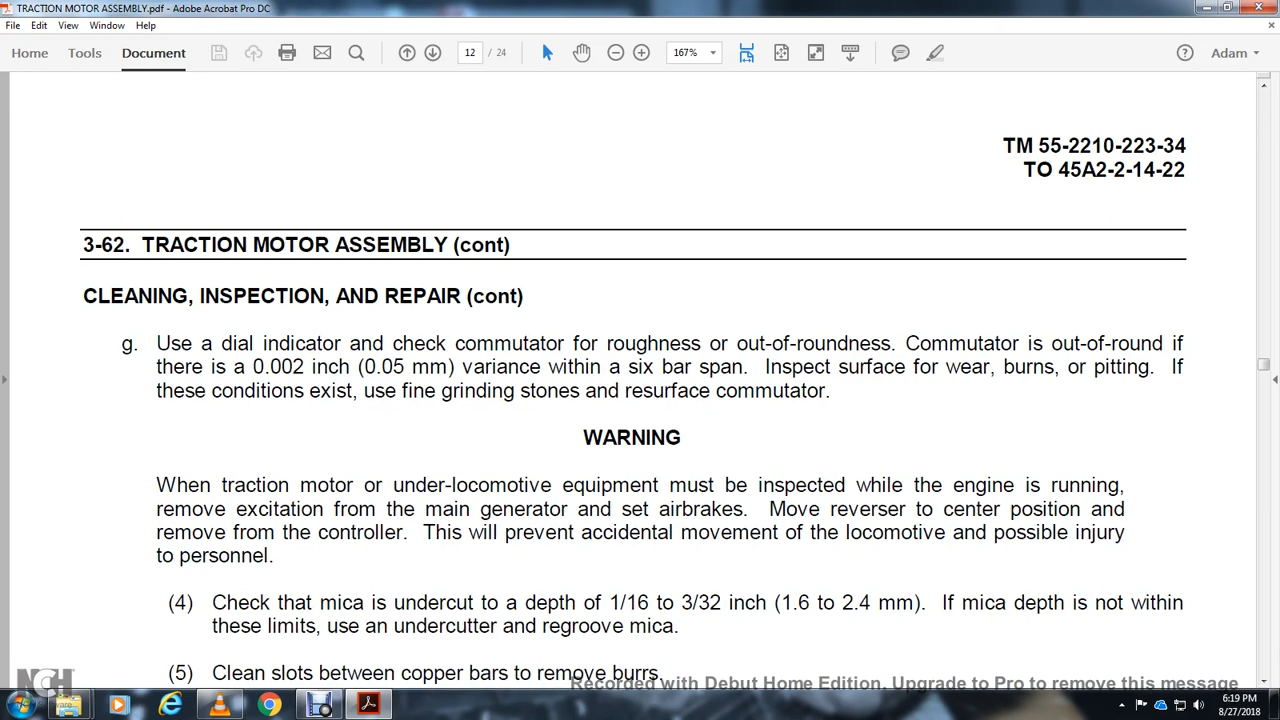 TRACTION MOTOR ASSEMBLY.pdf - Adobe Acrobat Pro DC
File Edit View Window Help
Home Tools Document 12 / 24 167% Adam
TM 55-2210-223-34
TO 45A2-2-14-22
3-62. TRACTION MOTOR ASSEMBLY (cont)
CLEANING, INSPECTION, AND REPAIR (cont)
g. Use a dial indicator and check commutator for roughness or out-of-roundness. Commutator is out-of-round if
there is a 0.002 inch (0.05 mm) variance within a six bar span. Inspect surface for wear, burns, or pitting. If
these conditions exist, use fine grinding stones and resurface commutator.
WARNING
When traction motor or under-locomotive equipment must be inspected while the engine is running,
remove excitation from the main generator and set airbrakes. Move reverser to center position and
remove from the controller. This will prevent accidental movement of the locomotive and possible injury
to personnel.
(4) Check that mica is undercut to a depth of 1/16 to 3/32 inch (1.6 to 2.4 mm). If mica depth is not within
these limits, use an undercutter and regroove mica.
(5) Clean slots between copper bars to remove burrs.
Recorded with Debut Home Edition. Upgrade to Pro to remove this message
NCH
ware
6:19 PM
8/27/2018